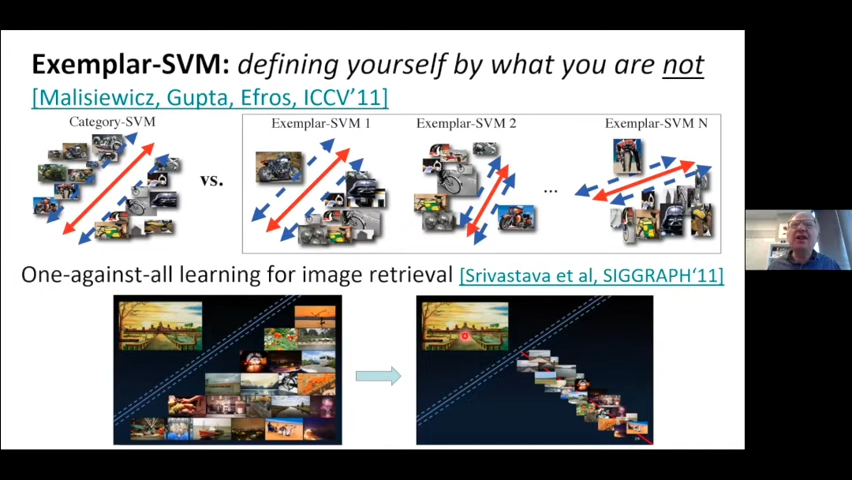 Exemplar-SVM: defining yourself by what you are not
[Malisiewicz, Gupta, Efros, ICCV'11]
Category-SVM
vs.
Exemplar-SVM 1
Exemplar-SVM 2
...
Exemplar-SVM N
One-against-all learning for image retrieval [Srivastava et al, SIGGRAPH'11]